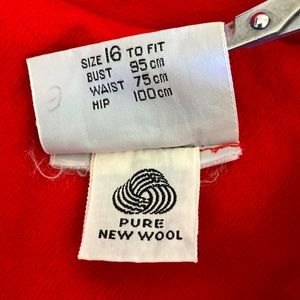 SIZE 16 TO FIT
BUST 95cm
WAIST 75cm
HIP 100cm
PURE
NEW WOOL